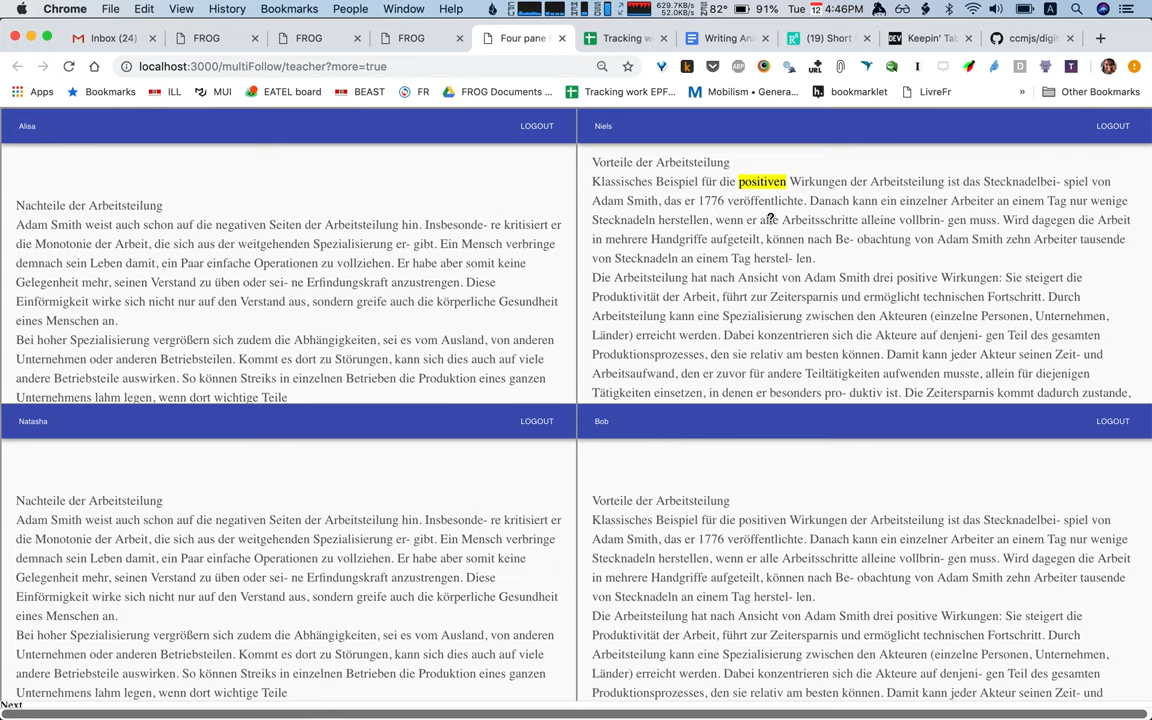 Chrome File Edit View History Bookmarks People Window Help 629.7KB/s 52.0KB/s 82° 91% Tue 12 4:46PM A
Inbox (24) FROG FROG FROG Four pane Tracking w Writing An (19) Short DEV Keepin' Ta ccmjs/digit
localhost:3000/multiFollow/teacher?more=true
Apps Bookmarks ILL MUI EATEL board BEAST FR FROG Documents ... Tracking work EPF... Mobilism • Genera... bookmarklet LivreFr » Other Bookmarks
Alisa LOGOUT
Nachteile der Arbeitsteilung
Adam Smith weist auch schon auf die negativen Seiten der Arbeitsteilung hin. Insbesonde- re kritisiert er
die Monotonie der Arbeit, die sich aus der weitgehenden Spezialisierung er- gibt. Ein Mensch verbringe
demnach sein Leben damit, ein Paar einfache Operationen zu vollziehen. Er habe aber somit keine
Gelegenheit mehr, seinen Verstand zu üben oder sei- ne Erfindungskraft anzustrengen. Diese
Einförmigkeit wirke sich nicht nur auf den Verstand aus, sondern greife auch die körperliche Gesundheit
eines Menschen an.
Bei hoher Spezialisierung vergrößern sich zudem die Abhängigkeiten, sei es vom Ausland, von anderen
Unternehmen oder anderen Betriebsteilen. Kommt es dort zu Störungen, kann sich dies auch auf viele
andere Betriebsteile auswirken. So können Streiks in einzelnen Betrieben die Produktion eines ganzen
Unternehmens lahm legen, wenn dort wichtige Teile
Niels LOGOUT
Vorteile der Arbeitsteilung
Klassisches Beispiel für die positiven Wirkungen der Arbeitsteilung ist das Stecknadelbei- spiel von
Adam Smith, das er 1776 veröffentlichte. Danach kann ein einzelner Arbeiter an einem Tag nur wenige
Stecknadeln herstellen, wenn er alle Arbeitsschritte alleine vollbrin- gen muss. Wird dagegen die Arbeit
in mehrere Handgriffe aufgeteilt, können nach Be- obachtung von Adam Smith zehn Arbeiter tausende
von Stecknadeln an einem Tag herstel- len.
Die Arbeitsteilung hat nach Ansicht von Adam Smith drei positive Wirkungen: Sie steigert die
Produktivität der Arbeit, führt zur Zeitersparnis und ermöglicht technischen Fortschritt. Durch
Arbeitsteilung kann eine Spezialisierung zwischen den Akteuren (einzelne Personen, Unternehmen,
Länder) erreicht werden. Dabei konzentrieren sich die Akteure auf denjeni- gen Teil des gesamten
Produktionsprozesses, den sie relativ am besten können. Damit kann jeder Akteur seinen Zeit- und
Arbeitsaufwand, den er zuvor für andere Teiltätigkeiten aufwenden musste, allein für diejenigen
Tätigkeiten einsetzen, in denen er besonders pro- duktiv ist. Die Zeitersparnis kommt dadurch zustande,
Natasha LOGOUT
Nachteile der Arbeitsteilung
Adam Smith weist auch schon auf die negativen Seiten der Arbeitsteilung hin. Insbesonde- re kritisiert er
die Monotonie der Arbeit, die sich aus der weitgehenden Spezialisierung er- gibt. Ein Mensch verbringe
demnach sein Leben damit, ein Paar einfache Operationen zu vollziehen. Er habe aber somit keine
Gelegenheit mehr, seinen Verstand zu üben oder sei- ne Erfindungskraft anzustrengen. Diese
Einförmigkeit wirke sich nicht nur auf den Verstand aus, sondern greife auch die körperliche Gesundheit
eines Menschen an.
Bei hoher Spezialisierung vergrößern sich zudem die Abhängigkeiten, sei es vom Ausland, von anderen
Unternehmen oder anderen Betriebsteilen. Kommt es dort zu Störungen, kann sich dies auch auf viele
andere Betriebsteile auswirken. So können Streiks in einzelnen Betrieben die Produktion eines ganzen
Unternehmens lahm legen, wenn dort wichtige Teile
Bob LOGOUT
Vorteile der Arbeitsteilung
Klassisches Beispiel für die positiven Wirkungen der Arbeitsteilung ist das Stecknadelbei- spiel von
Adam Smith, das er 1776 veröffentlichte. Danach kann ein einzelner Arbeiter an einem Tag nur wenige
Stecknadeln herstellen, wenn er alle Arbeitsschritte alleine vollbrin- gen muss. Wird dagegen die Arbeit
in mehrere Handgriffe aufgeteilt, können nach Be- obachtung von Adam Smith zehn Arbeiter tausende
von Stecknadeln an einem Tag herstel- len.
Die Arbeitsteilung hat nach Ansicht von Adam Smith drei positive Wirkungen: Sie steigert die
Produktivität der Arbeit, führt zur Zeitersparnis und ermöglicht technischen Fortschritt. Durch
Arbeitsteilung kann eine Spezialisierung zwischen den Akteuren (einzelne Personen, Unternehmen,
Länder) erreicht werden. Dabei konzentrieren sich die Akteure auf denjeni- gen Teil des gesamten
Produktionsprozesses, den sie relativ am besten können. Damit kann jeder Akteur seinen Zeit- und
Next